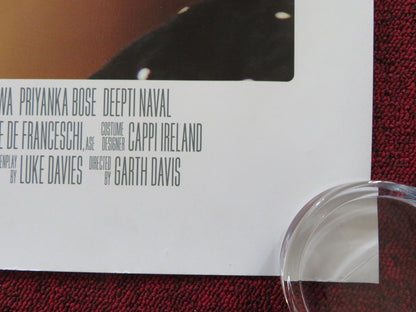 WA PRIYANKA BOSE DEEPTI NAVAL
E DE FRANCESCHI, ASE COSTUME DESIGNER CAPPI IRELAND
ENPLAY BY LUKE DAVIES DIRECTED BY GARTH DAVIS